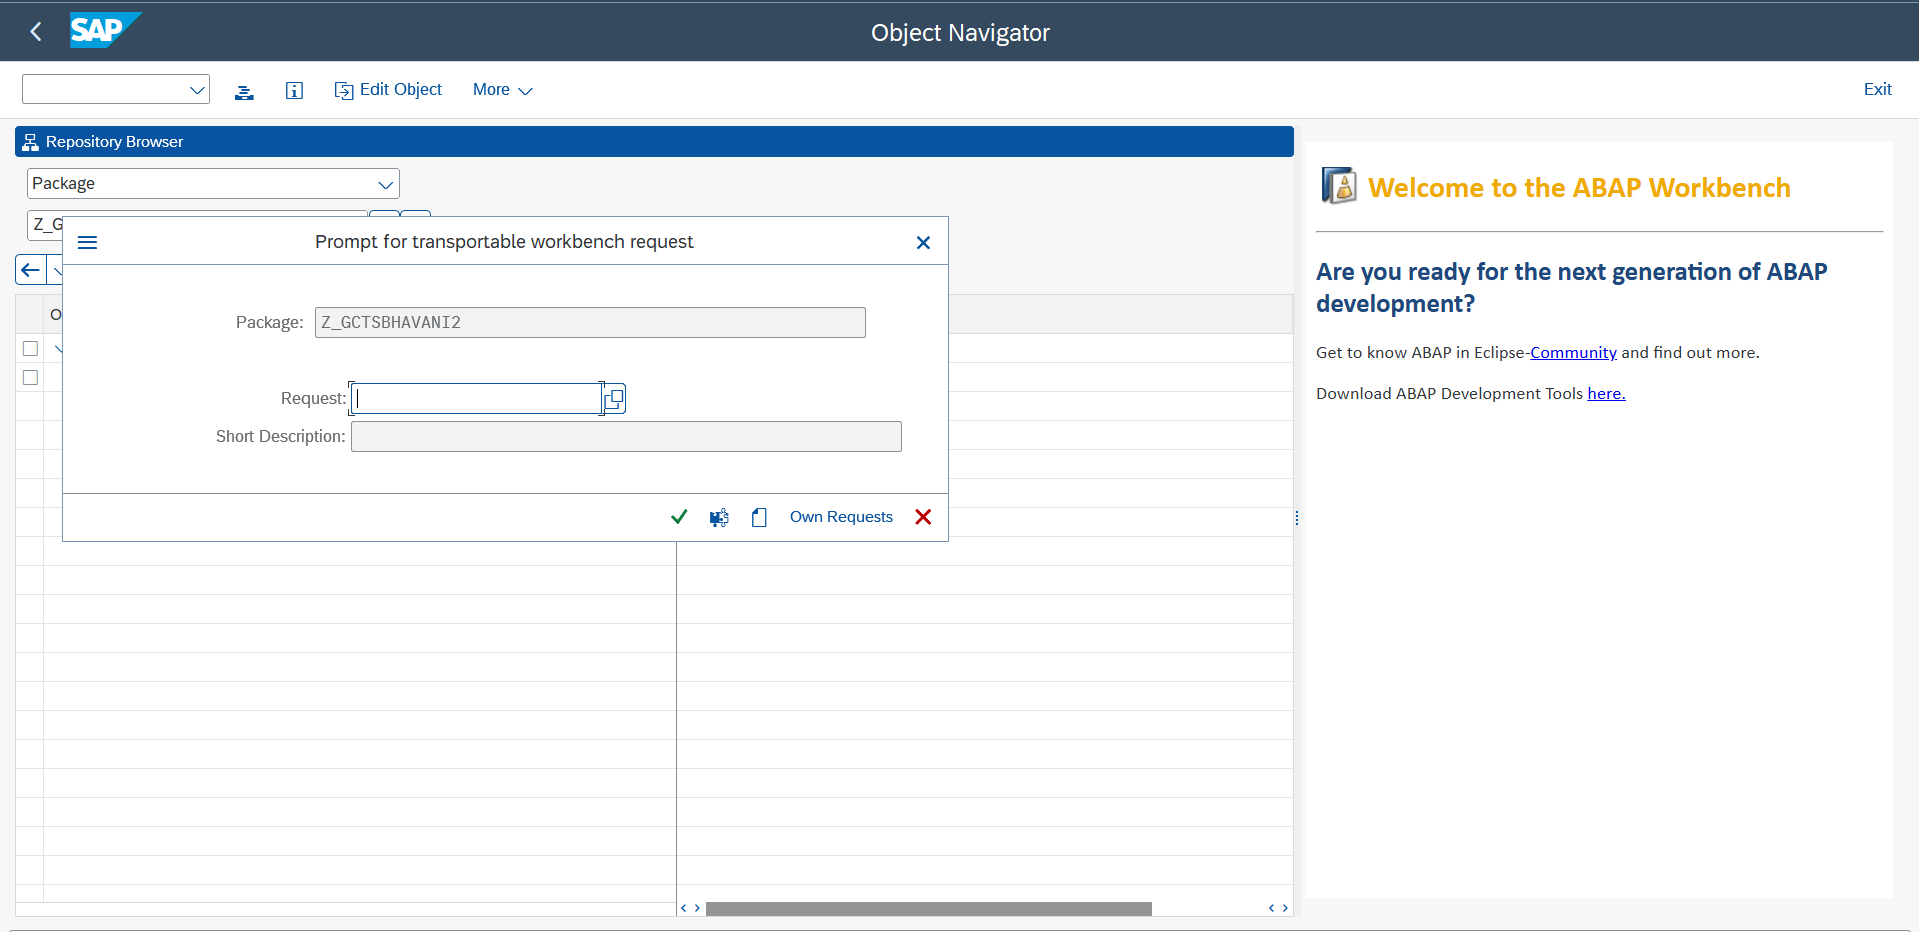 SAP
Object Navigator
Edit Object
More
Exit
Repository Browser
Package
Z_G
Prompt for transportable workbench request
O
Package:
Z_GCTSBHAVANI2
Request:
Short Description:
Own Requests
Welcome to the ABAP Workbench
Are you ready for the next generation of ABAP
development?
Get to know ABAP in Eclipse-Community and find out more.
Download ABAP Development Tools here.